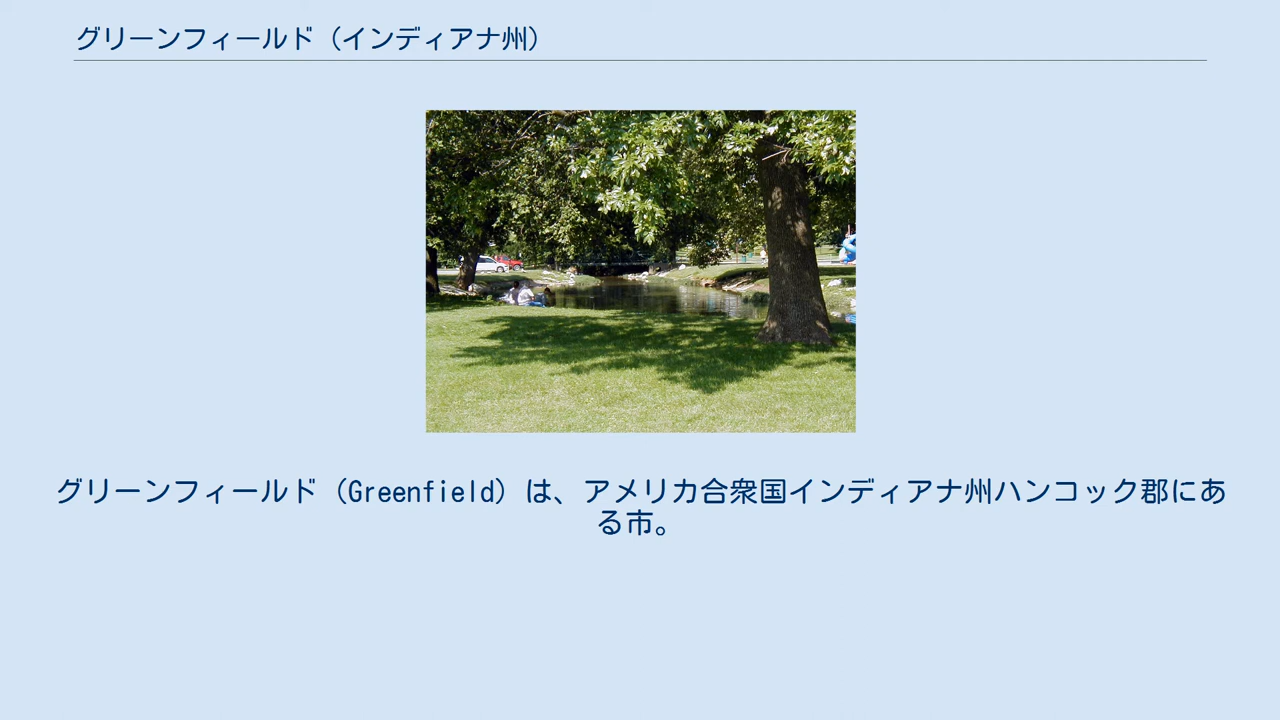 グリーンフィールド（インディアナ州）
グリーンフィールド（Greenfield）は、アメリカ合衆国インディアナ州ハンコック郡にあ
る市。